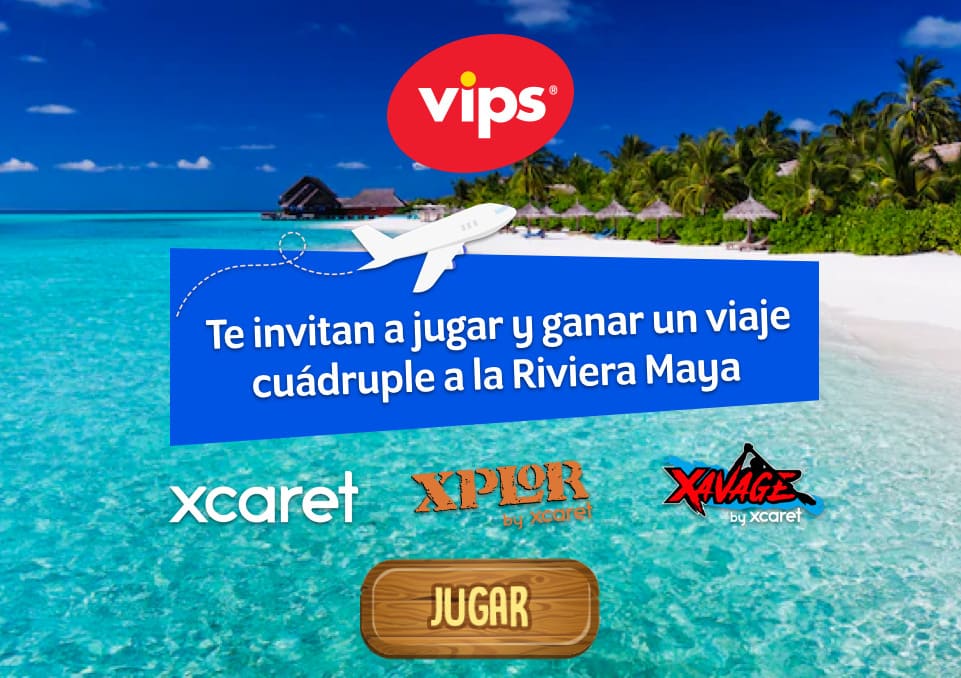 vips®
Te invitan a jugar y ganar un viaje
cuádruple a la Riviera Maya
xcaret
XPLOR
by xcaret
XAVAGE
by xcaret
JUGAR